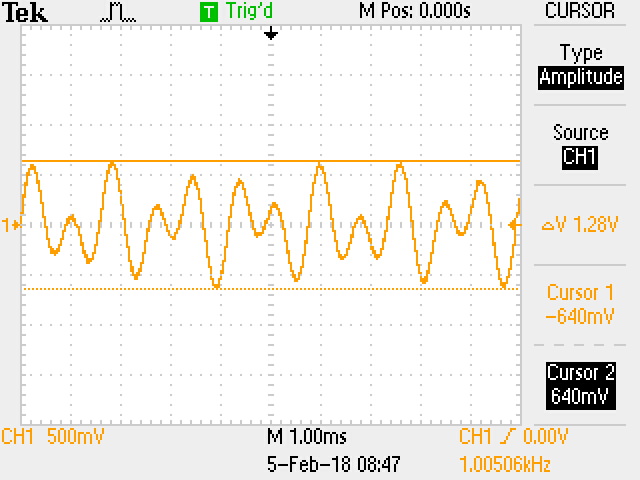 Tek T Trig'd M Pos: 0.000s CURSOR
Type
Amplitude
Source
CH1
1
△V 1.28V
Cursor 1
-640mV
Cursor 2
640mV
CH1 500mV M 1.00ms CH1 / 0.00V
5-Feb-18 08:47 1.00506kHz